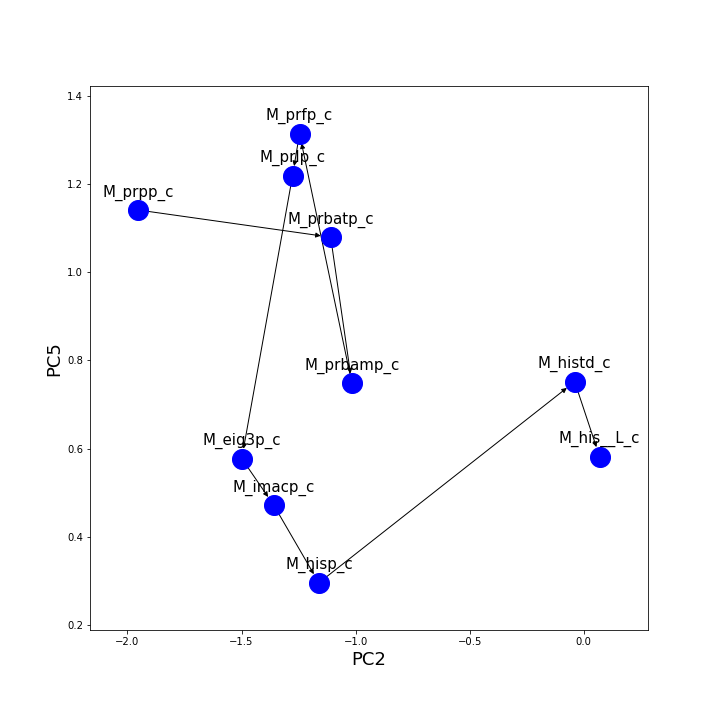 1.4
1.2
1.0
0.8
0.6
0.4
0.2
PC5
M_prfp_c
M_prlp_c
M_prpp_c
M_prbatp_c
M_prbamp_c
M_histd_c
M_eig3p_c
M_his__L_c
M_imacp_c
M_hisp_c
−2.0
−1.5
−1.0
−0.5
0.0
PC2